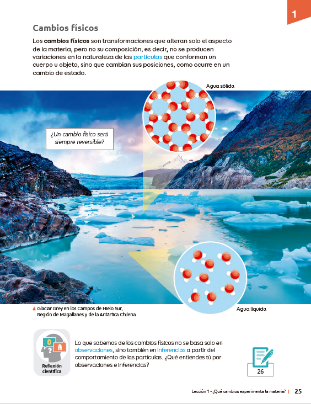 1
Cambios físicos
Los cambios físicos son transformaciones que alteran solo el aspecto
de la materia, pero no su composición, es decir, no se producen
variaciones en la naturaleza de las partículas que conforman un
cuerpo u objeto, sino que cambian sus posiciones, como ocurre en un
cambio de estado.
Agua sólida
¿Un cambio físico será
siempre reversible?
Glaciar Grey en los Campos de Hielo Sur,
Región de Magallanes y de la Antártica Chilena
Agua líquida
Reflexión
científica
Lo que sabemos de los cambios físicos no se basa solo en
observaciones, sino también en inferencias a partir del
comportamiento de las partículas. ¿Qué entiendes tú por
observaciones e inferencias?
26
Lección 1 • ¿Qué cambios experimenta la materia? | 25